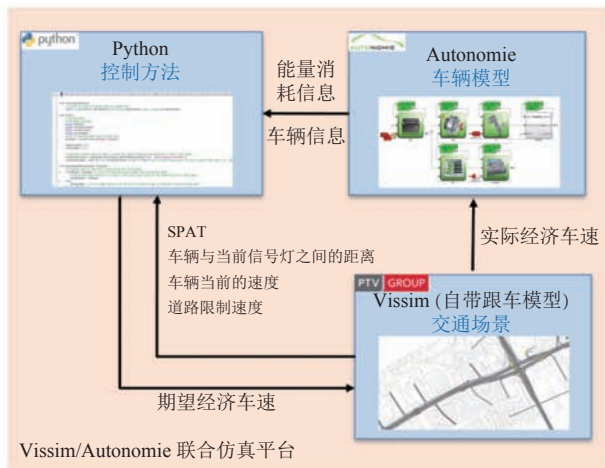 python
Python
控制方法
能量消
耗信息
车辆信息
AUTONOMIE
Autonomie
车辆模型
SPAT
车辆与当前信号灯之间的距离
车辆当前的速度
道路限制速度
实际经济车速
PTV GROUP
Vissim (自带跟车模型)
交通场景
期望经济车速
Vissim/Autonomie 联合仿真平台